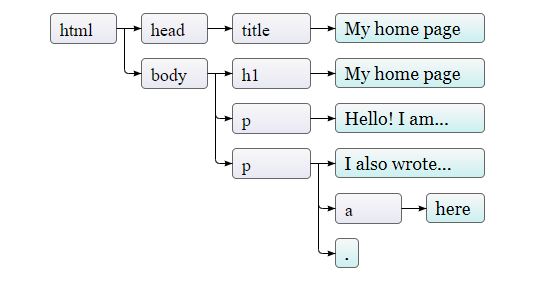 html head title My home page
body h1 My home page
p Hello! I am...
p I also wrote...
a here
.